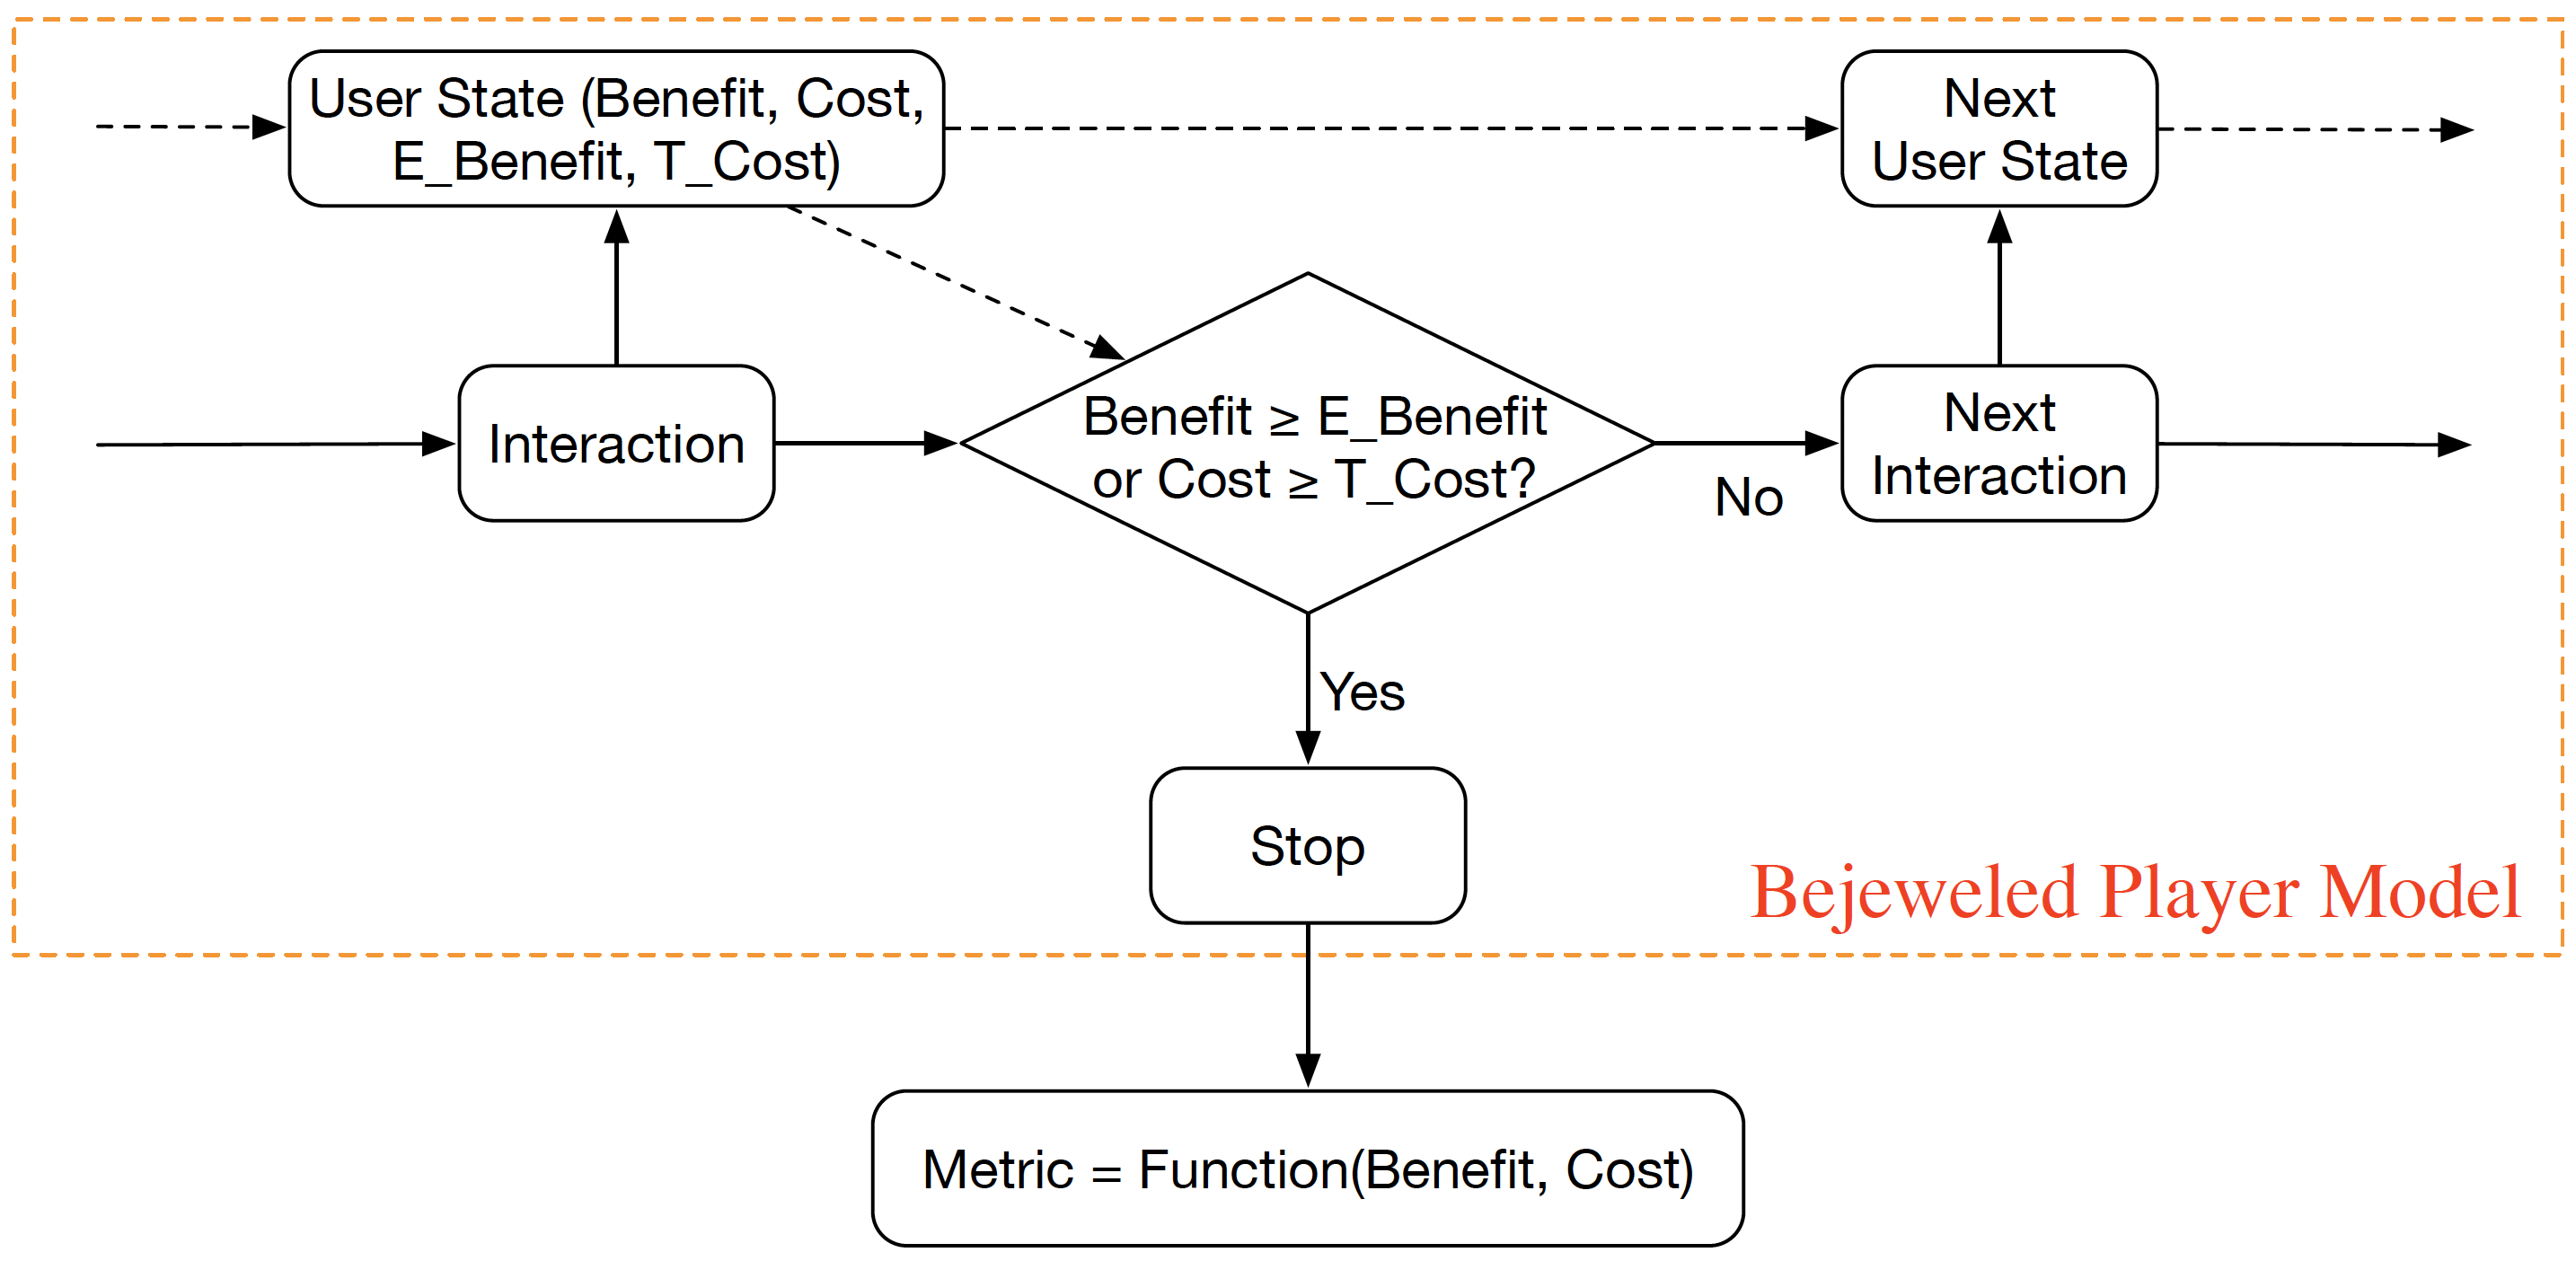 User State (Benefit, Cost,
E_Benefit, T_Cost)
Next
User State
Interaction
Benefit ≥ E_Benefit
or Cost ≥ T_Cost?
No
Next
Interaction
Yes
Stop
Bejeweled Player Model
Metric = Function(Benefit, Cost)